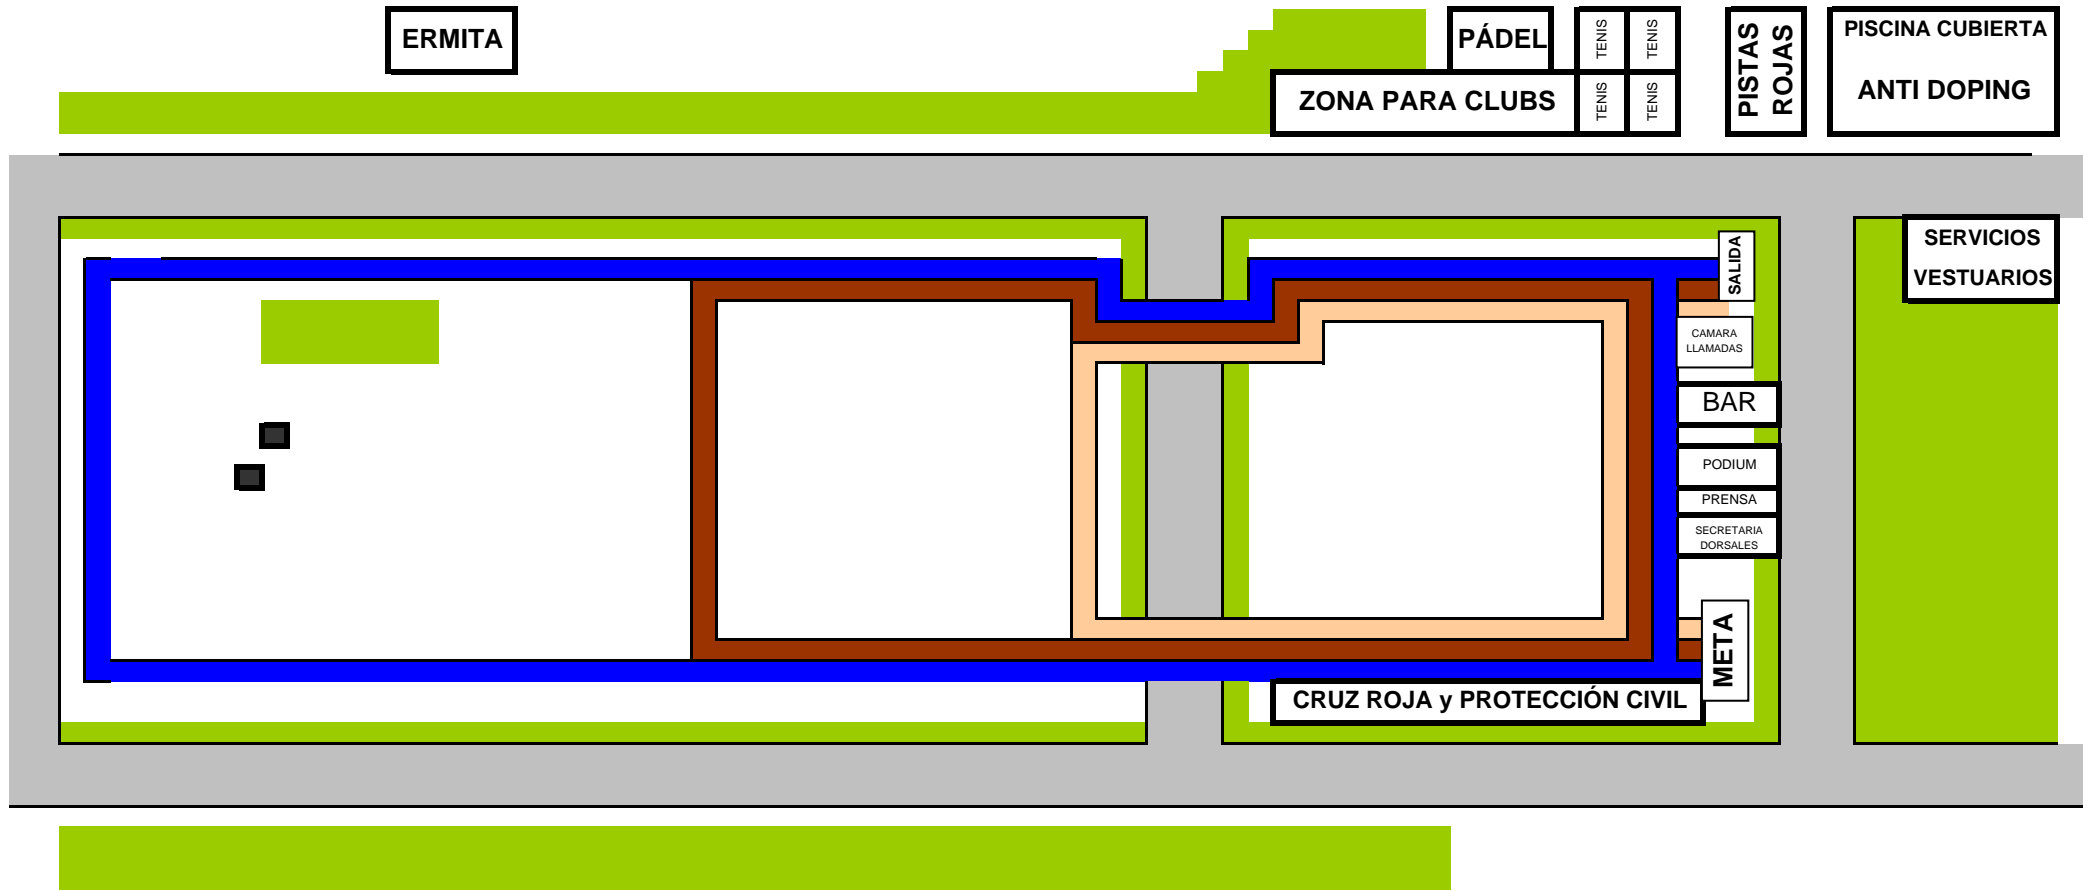 ERMITA
PÁDEL
TENIS
TENIS
PISTAS
ROJAS
PISCINA CUBIERTA
ANTI DOPING
ZONA PARA CLUBS
TENIS
TENIS
SERVICIOS
VESTUARIOS
SALIDA
CAMARA
LLAMADAS
BAR
PODIUM
PRENSA
SECRETARIA
DORSALES
META
CRUZ ROJA y PROTECCIÓN CIVIL